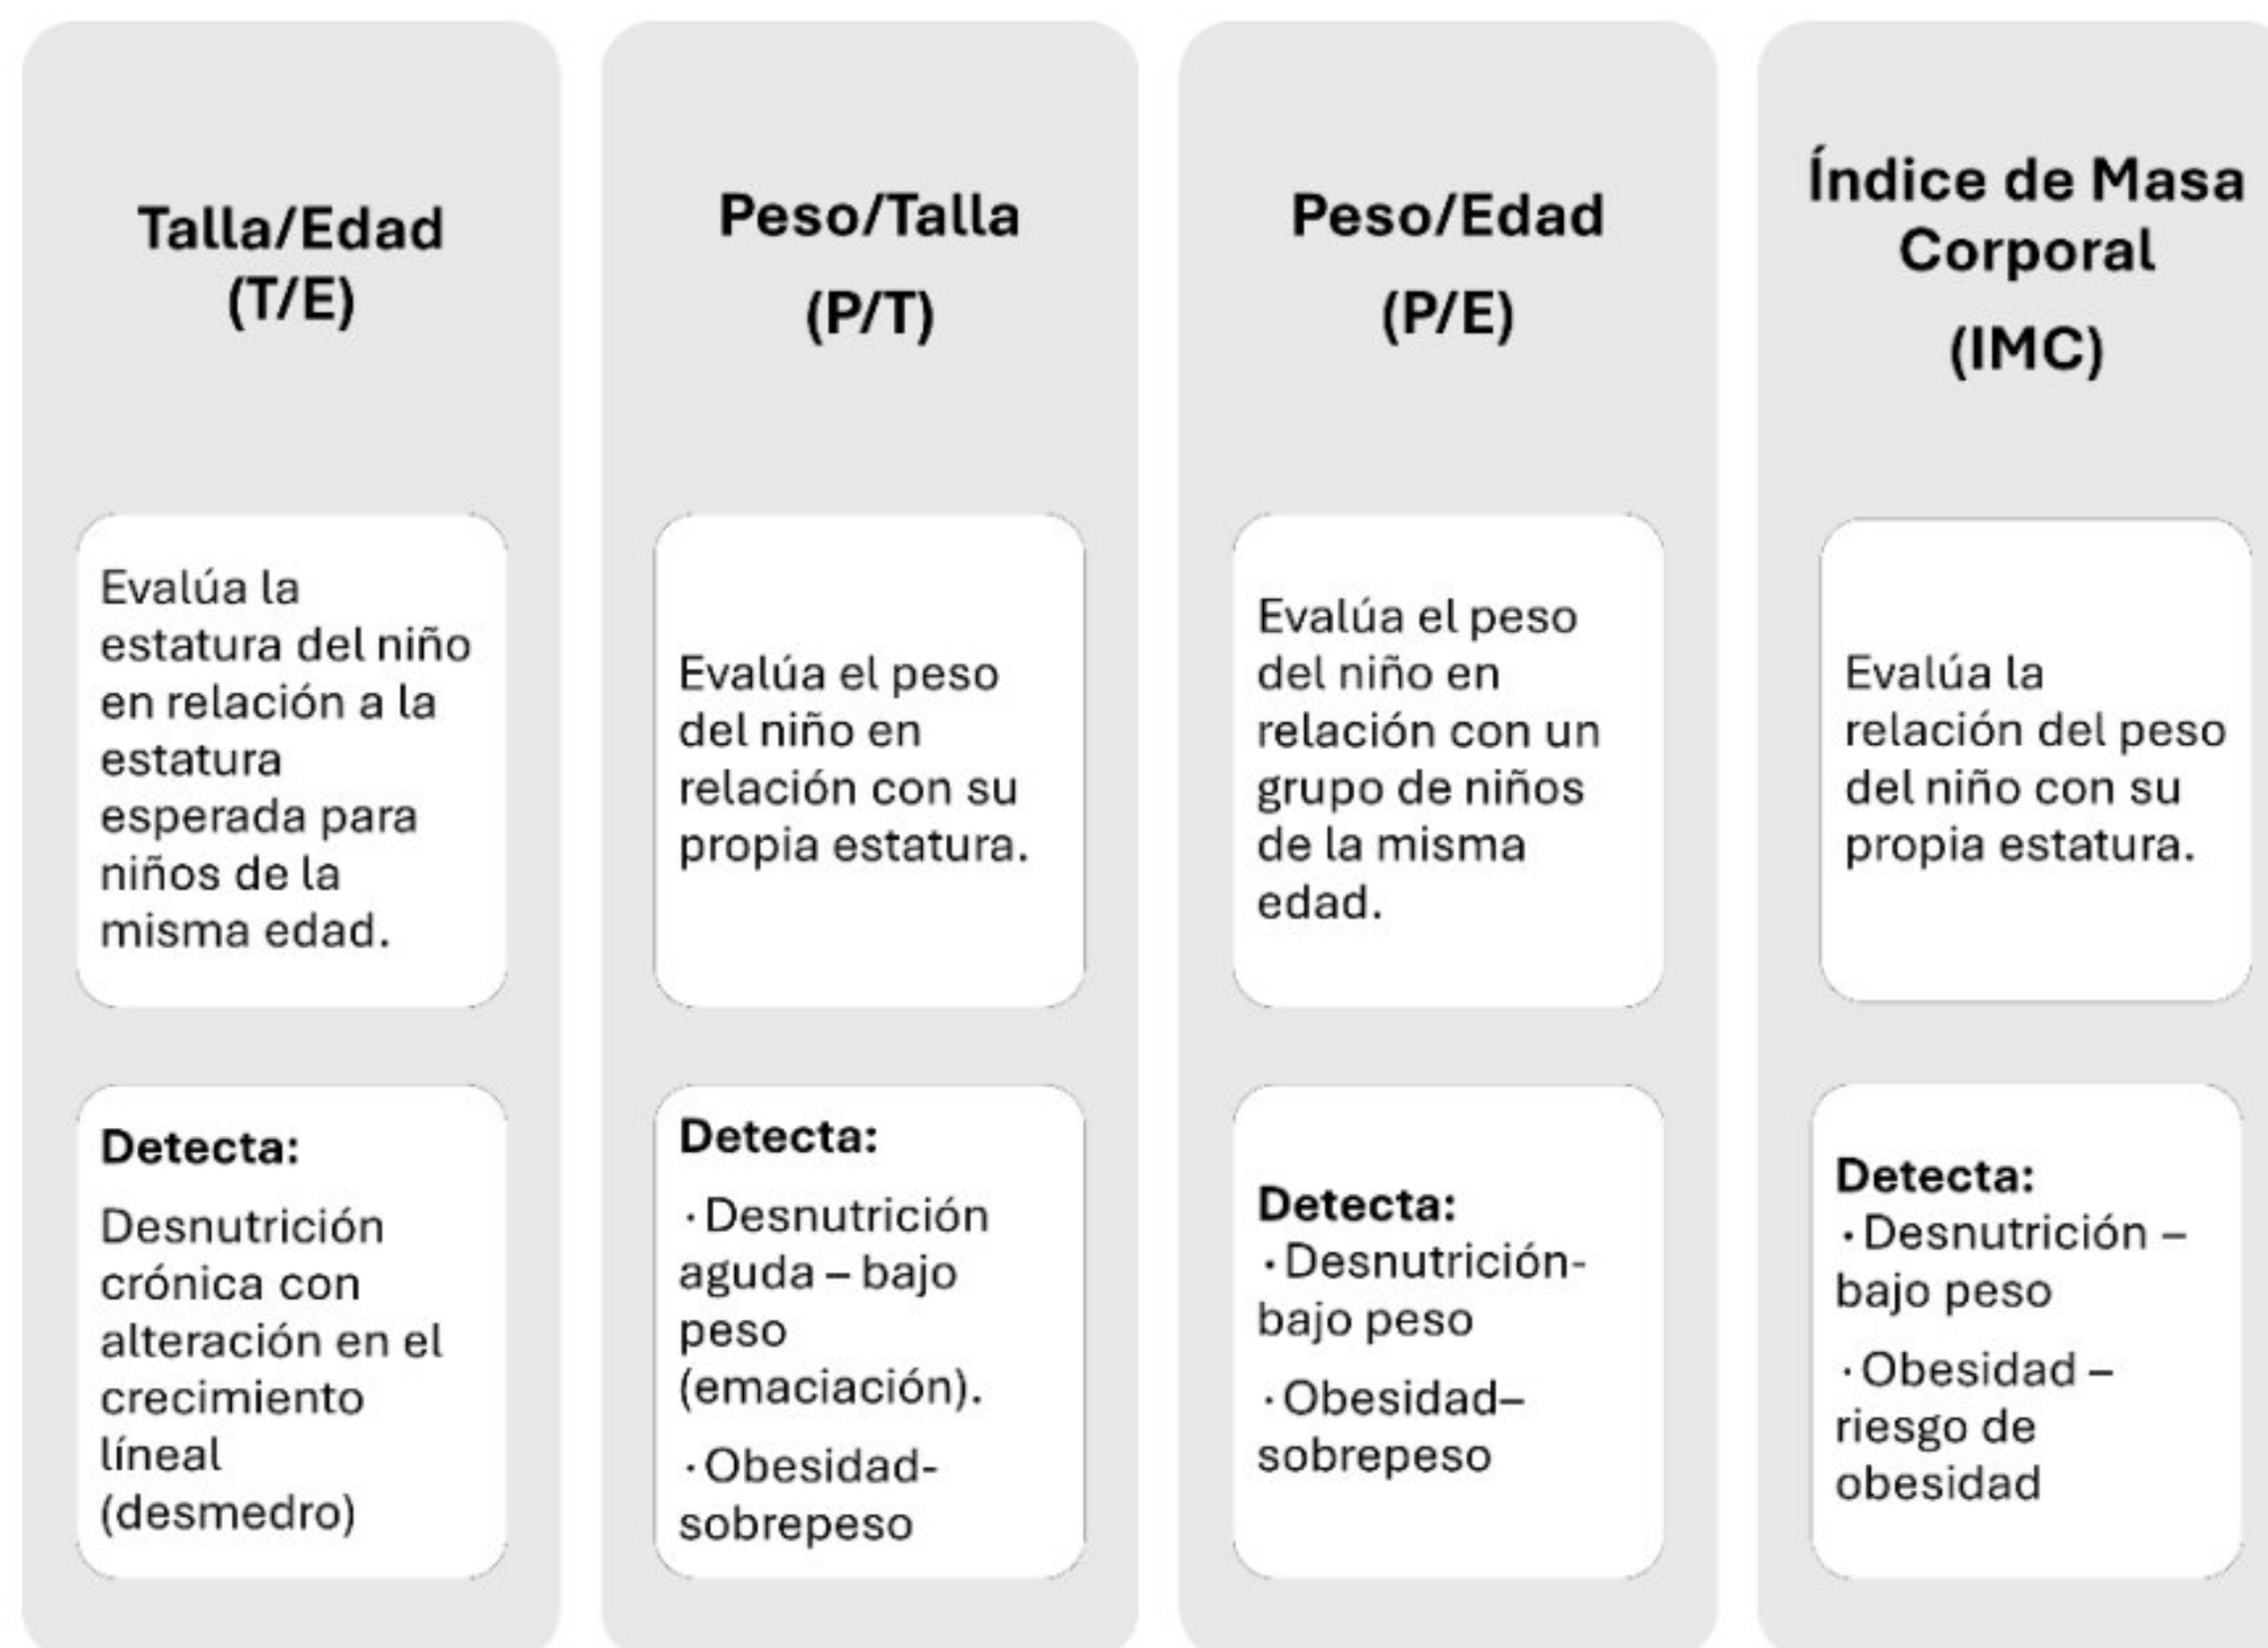 Talla/Edad
(T/E)
Evalúa la
estatura del niño
en relación a la
estatura
esperada para
niños de la
misma edad.
Detecta:
Desnutrición
crónica con
alteración en el
crecimiento
líneal
(desmedro)
Peso/Talla
(P/T)
Evalúa el peso
del niño en
relación con su
propia estatura.
Detecta:
· Desnutrición
aguda – bajo
peso
(emaciación).
· Obesidad-
sobrepeso
Peso/Edad
(P/E)
Evalúa el peso
del niño en
relación con un
grupo de niños
de la misma
edad.
Detecta:
· Desnutrición-
bajo peso
· Obesidad–
sobrepeso
Índice de Masa
Corporal
(IMC)
Evalúa la
relación del peso
del niño con su
propia estatura.
Detecta:
· Desnutrición –
bajo peso
· Obesidad –
riesgo de
obesidad